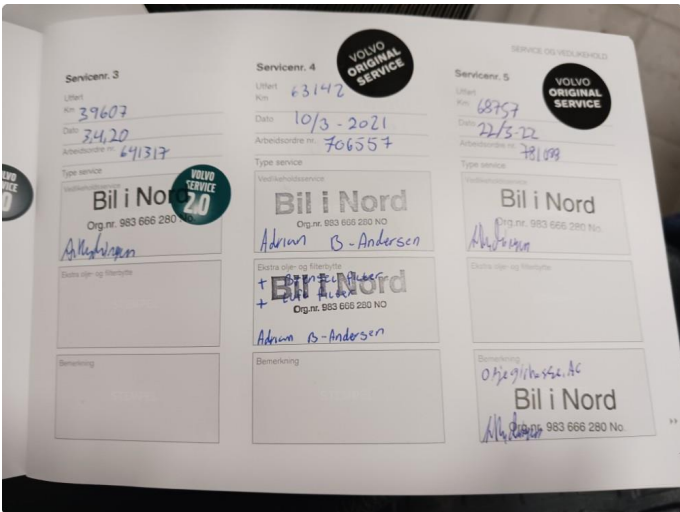 SERVICE OG VEDLIKEHOLD
Servicenr. 3
Utført
Km 39607
Dato 3,4,20
Arbeidsordre nr. 641317
Type service
VOLVO
SERVICE
2.0
Vedlikeholdsservice
Bil i Nord
Org.nr. 983 666 280 NO
Ekstra olje- og filterbytte
Bemerkning
Servicenr. 4
VOLVO
ORIGINAL
SERVICE
Utført
Km 63142
Dato 10/3-2021
Arbeidsordre nr. 706557
Type service
Vedlikeholdsservice
Bil i Nord
Org.nr. 983 666 280 NO
Adrian B-Andersen
Ekstra olje- og filterbytte
+
Bil i Nord
+
Org.nr. 983 666 280 NO
Adrian B-Andersen
Bemerkning
Servicenr. 5
VOLVO
ORIGINAL
SERVICE
Utført
Km 68757
Dato 22/3-22
Arbeidsordre nr.
Type service
Vedlikeholdsservice
Bil i Nord
Org.nr. 983 666 280 NO
Ekstra olje- og filterbytte
Bemerkning
AC
Bil i Nord
Org.nr. 983 666 280 No.
>>